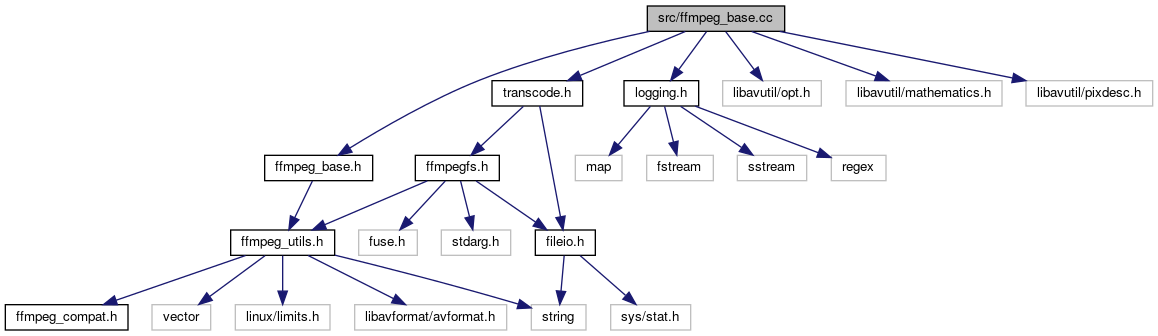 src/ffmpeg_base.cc
transcode.h
logging.h
libavutil/opt.h
libavutil/mathematics.h
libavutil/pixdesc.h
ffmpeg_base.h
ffmpegfs.h
map
fstream
sstream
regex
ffmpeg_utils.h
fuse.h
stdarg.h
fileio.h
ffmpeg_compat.h
vector
linux/limits.h
libavformat/avformat.h
string
sys/stat.h